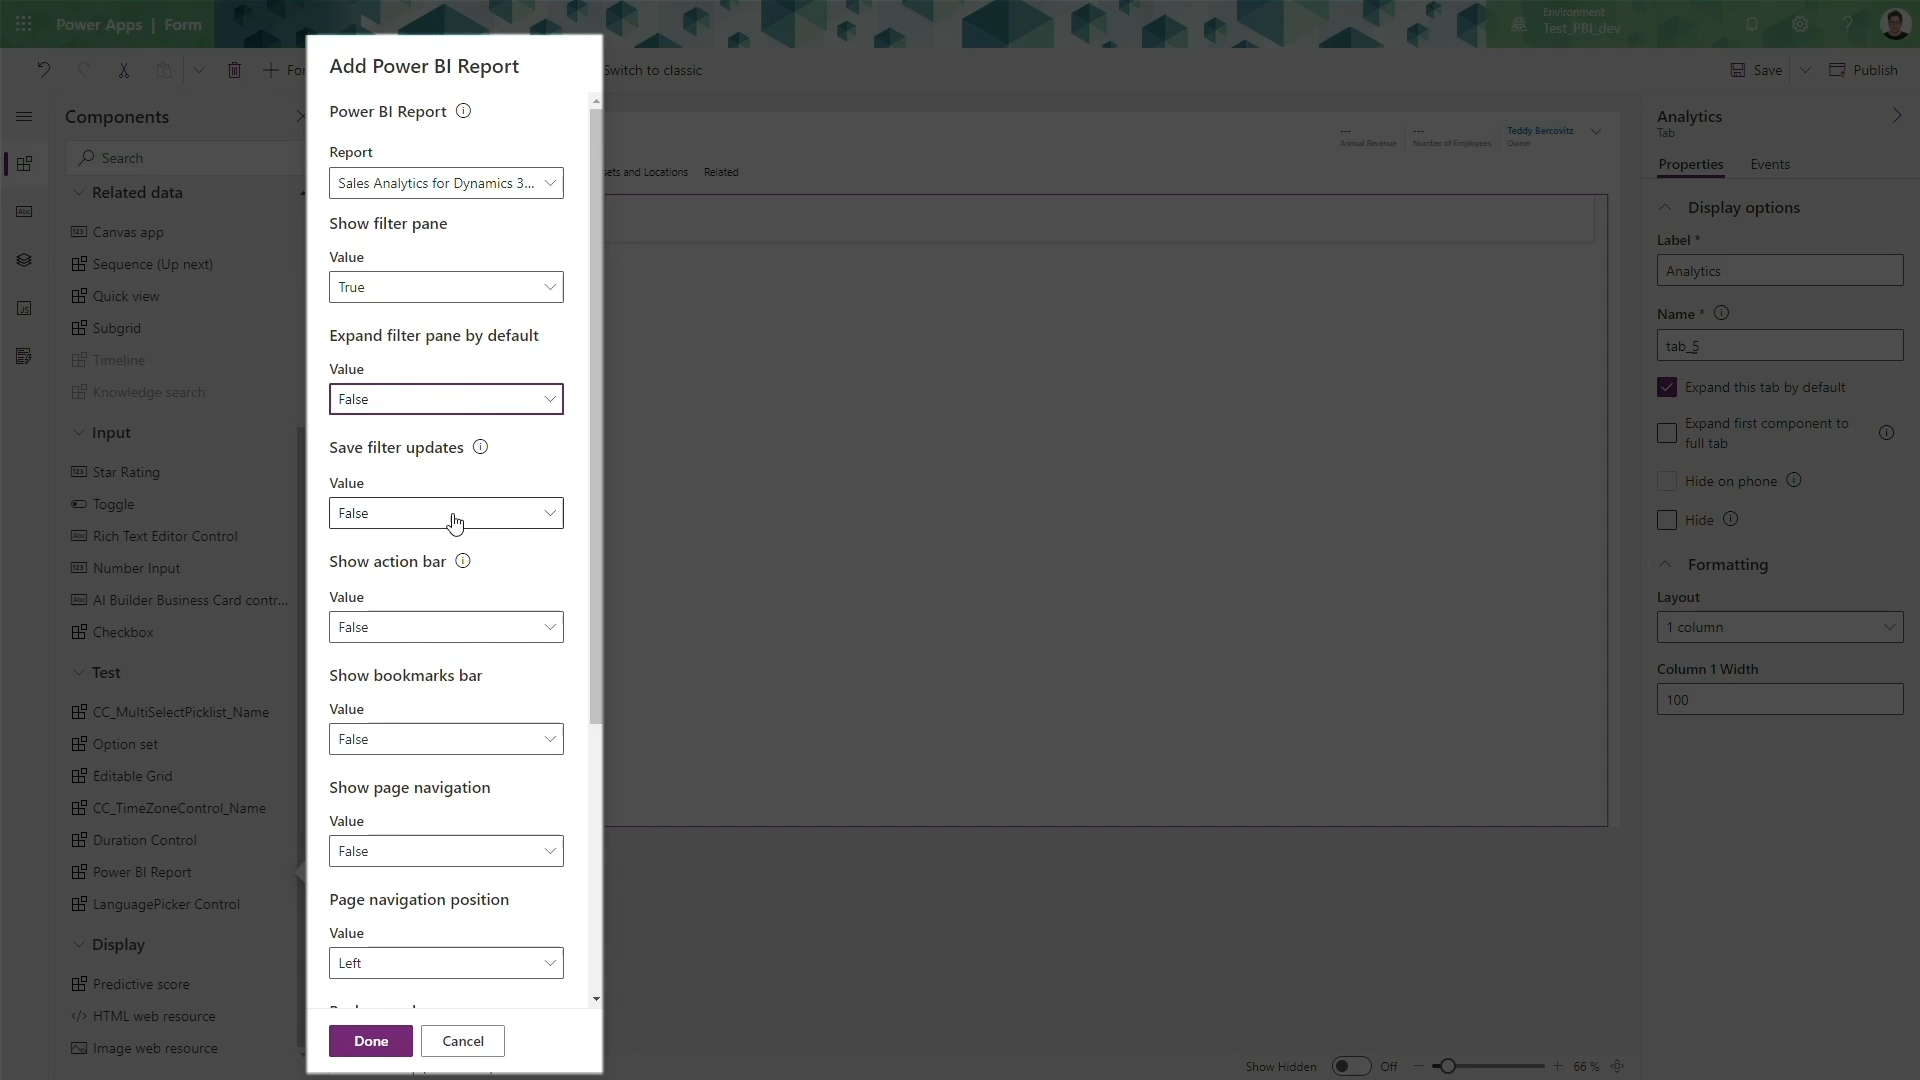 Power Apps | Form
Environment
Test_PBI_dev
Switch to classic
Save
Publish
Components
Search
Related data
Canvas app
Sequence (Up next)
Quick view
Subgrid
Timeline
Knowledge search
Input
Star Rating
Toggle
Rich Text Editor Control
Number Input
AI Builder Business Card contr...
Checkbox
Test
CC_MultiSelectPicklist_Name
Option set
Editable Grid
CC_TimeZoneControl_Name
Duration Control
Power BI Report
LanguagePicker Control
Display
Predictive score
HTML web resource
Image web resource
Add Power BI Report
Power BI Report
Report
Sales Analytics for Dynamics 3...
Show filter pane
Value
True
Expand filter pane by default
Value
False
Save filter updates
Value
False
Show action bar
Value
False
Show bookmarks bar
Value
False
Show page navigation
Value
False
Page navigation position
Value
Left
Done
Cancel
---
Annual Revenue
---
Number of Employees
Teddy Bercovitz
Owner
sets and Locations
Related
Analytics
Tab
Properties
Events
Display options
Label *
Analytics
Name *
tab_5
Expand this tab by default
Expand first component to
full tab
Hide on phone
Hide
Formatting
Layout
1 column
Column 1 Width
100
Show Hidden
Off
66 %